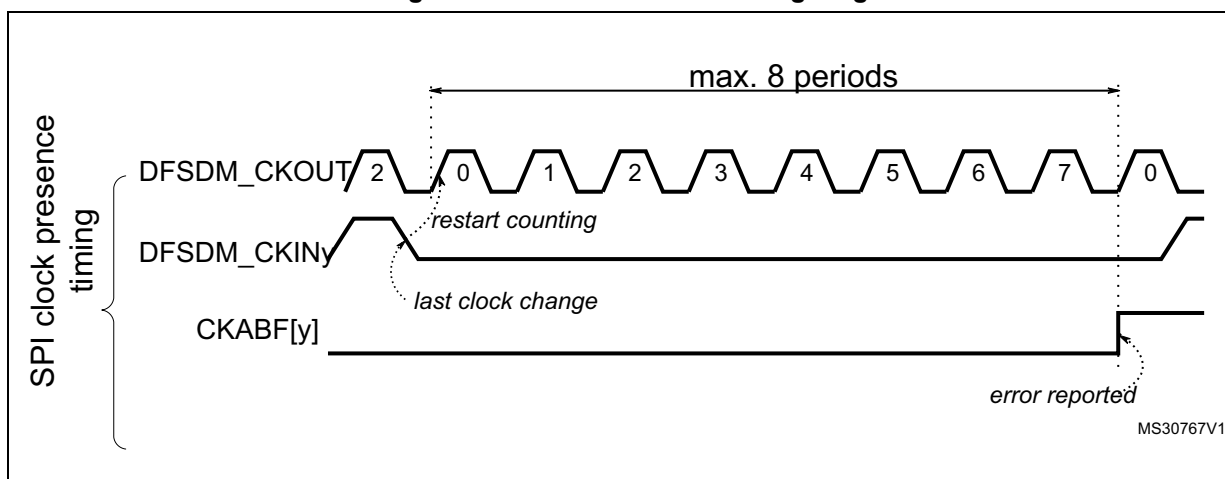 max. 8 periods
DFSDM_CKOUT
2 0 1 2 3 4 5 6 7 0
restart counting
DFSDM_CKINy
last clock change
CKABF[y]
error reported
SPI clock presence
timing
MS30767V1